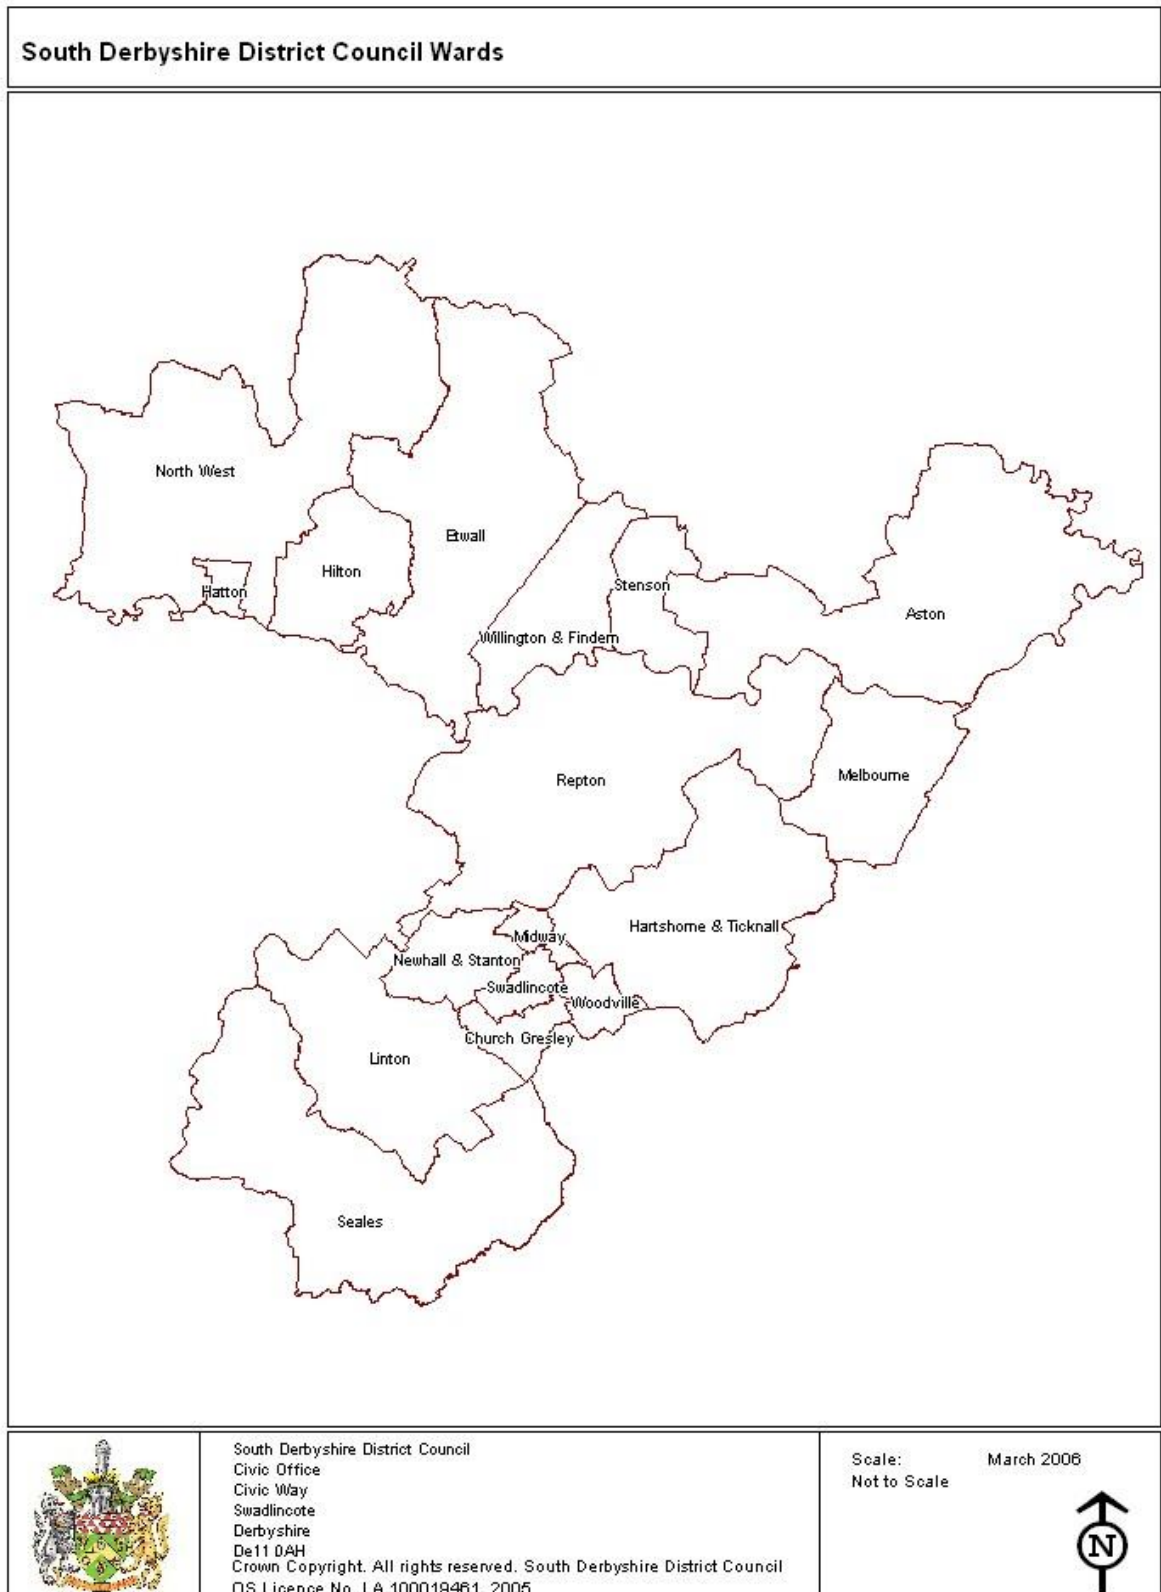 South Derbyshire District Council Wards
North West
Etwall
Hilton
Hatton
Stenson
Aston
Willington & Findern
Repton
Melbourne
Hartshorne & Ticknall
Midway
Newhall & Stanton
Swadlincote
Woodville
Church Gresley
Linton
Seales
South Derbyshire District Council
Civic Office
Civic Way
Swadlincote
Derbyshire
De11 0AH
Crown Copyright. All rights reserved. South Derbyshire District Council
OS Licence No. LA 100019461. 2005
Scale: March 2006
Not to Scale
N